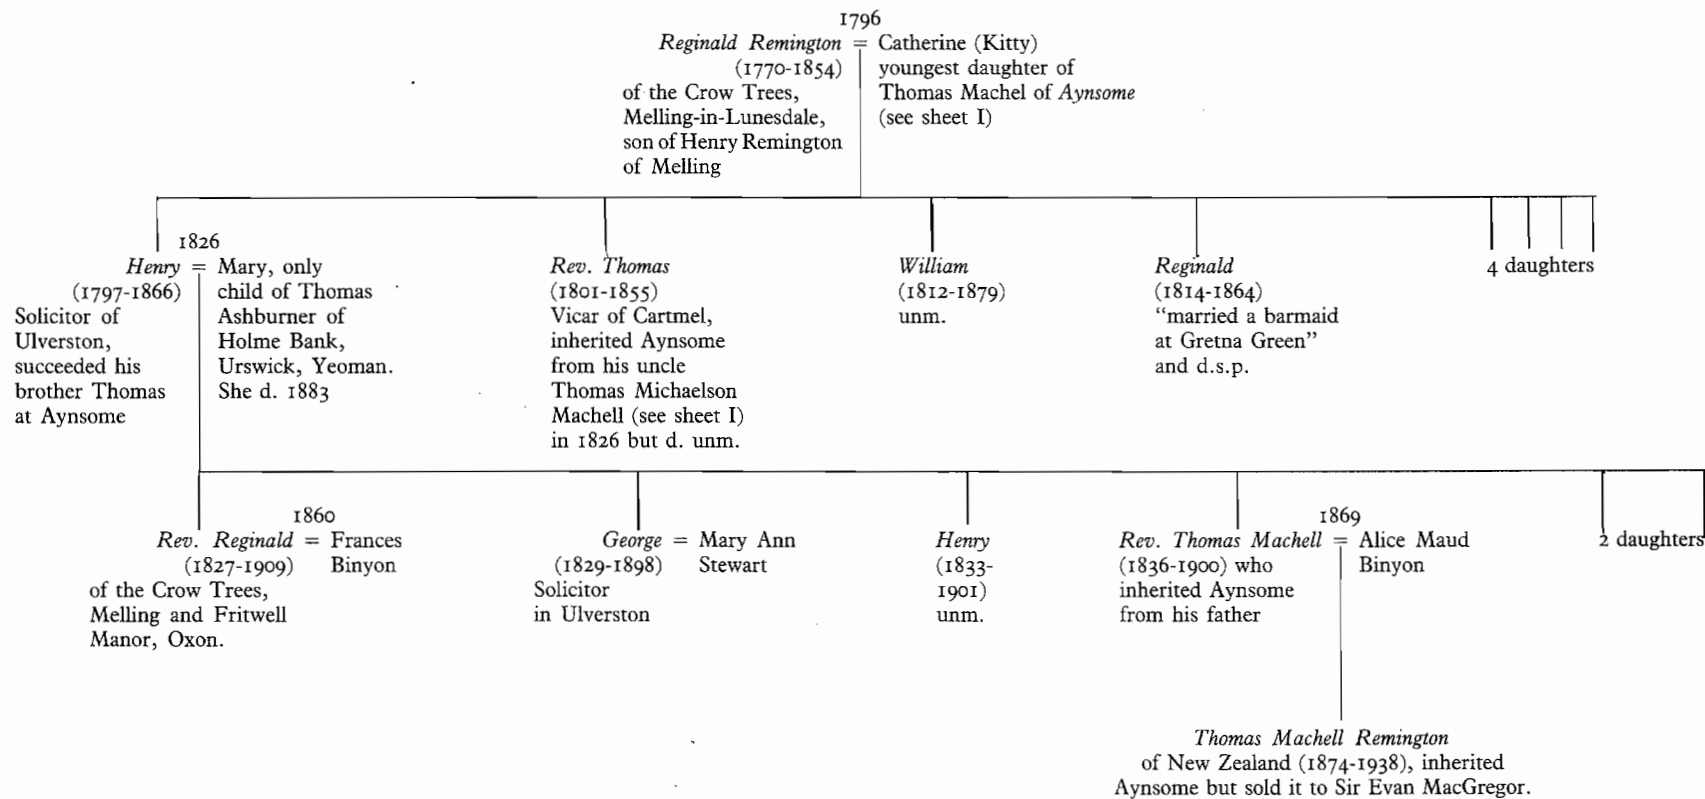 1796
Reginald Remington = Catherine (Kitty)
(1770-1854) youngest daughter of
of the Crow Trees, Thomas Machel of Aynsome
Melling-in-Lunesdale, (see sheet I)
son of Henry Remington
of Melling
1826
Henry = Mary, only
(1797-1866) child of Thomas
Solicitor of Ashburner of
Ulverston, Holme Bank,
succeeded his Urswick, Yeoman.
brother Thomas She d. 1883
at Aynsome
Rev. Thomas
(1801-1855)
Vicar of Cartmel,
inherited Aynsome
from his uncle
Thomas Michaelson
Machell (see sheet I)
in 1826 but d. unm.
William
(1812-1879)
unm.
Reginald
(1814-1864)
“married a barmaid
at Gretna Green”
and d.s.p.
4 daughters
1860
Rev. Reginald = Frances
(1827-1909) Binyon
of the Crow Trees,
Melling and Fritwell
Manor, Oxon.
George = Mary Ann
(1829-1898) Stewart
Solicitor
in Ulverston
Henry
(1833-
1901)
unm.
1869
Rev. Thomas Machell = Alice Maud
(1836-1900) who Binyon
inherited Aynsome
from his father
2 daughters
Thomas Machell Remington
of New Zealand (1874-1938), inherited
Aynsome but sold it to Sir Evan MacGregor.